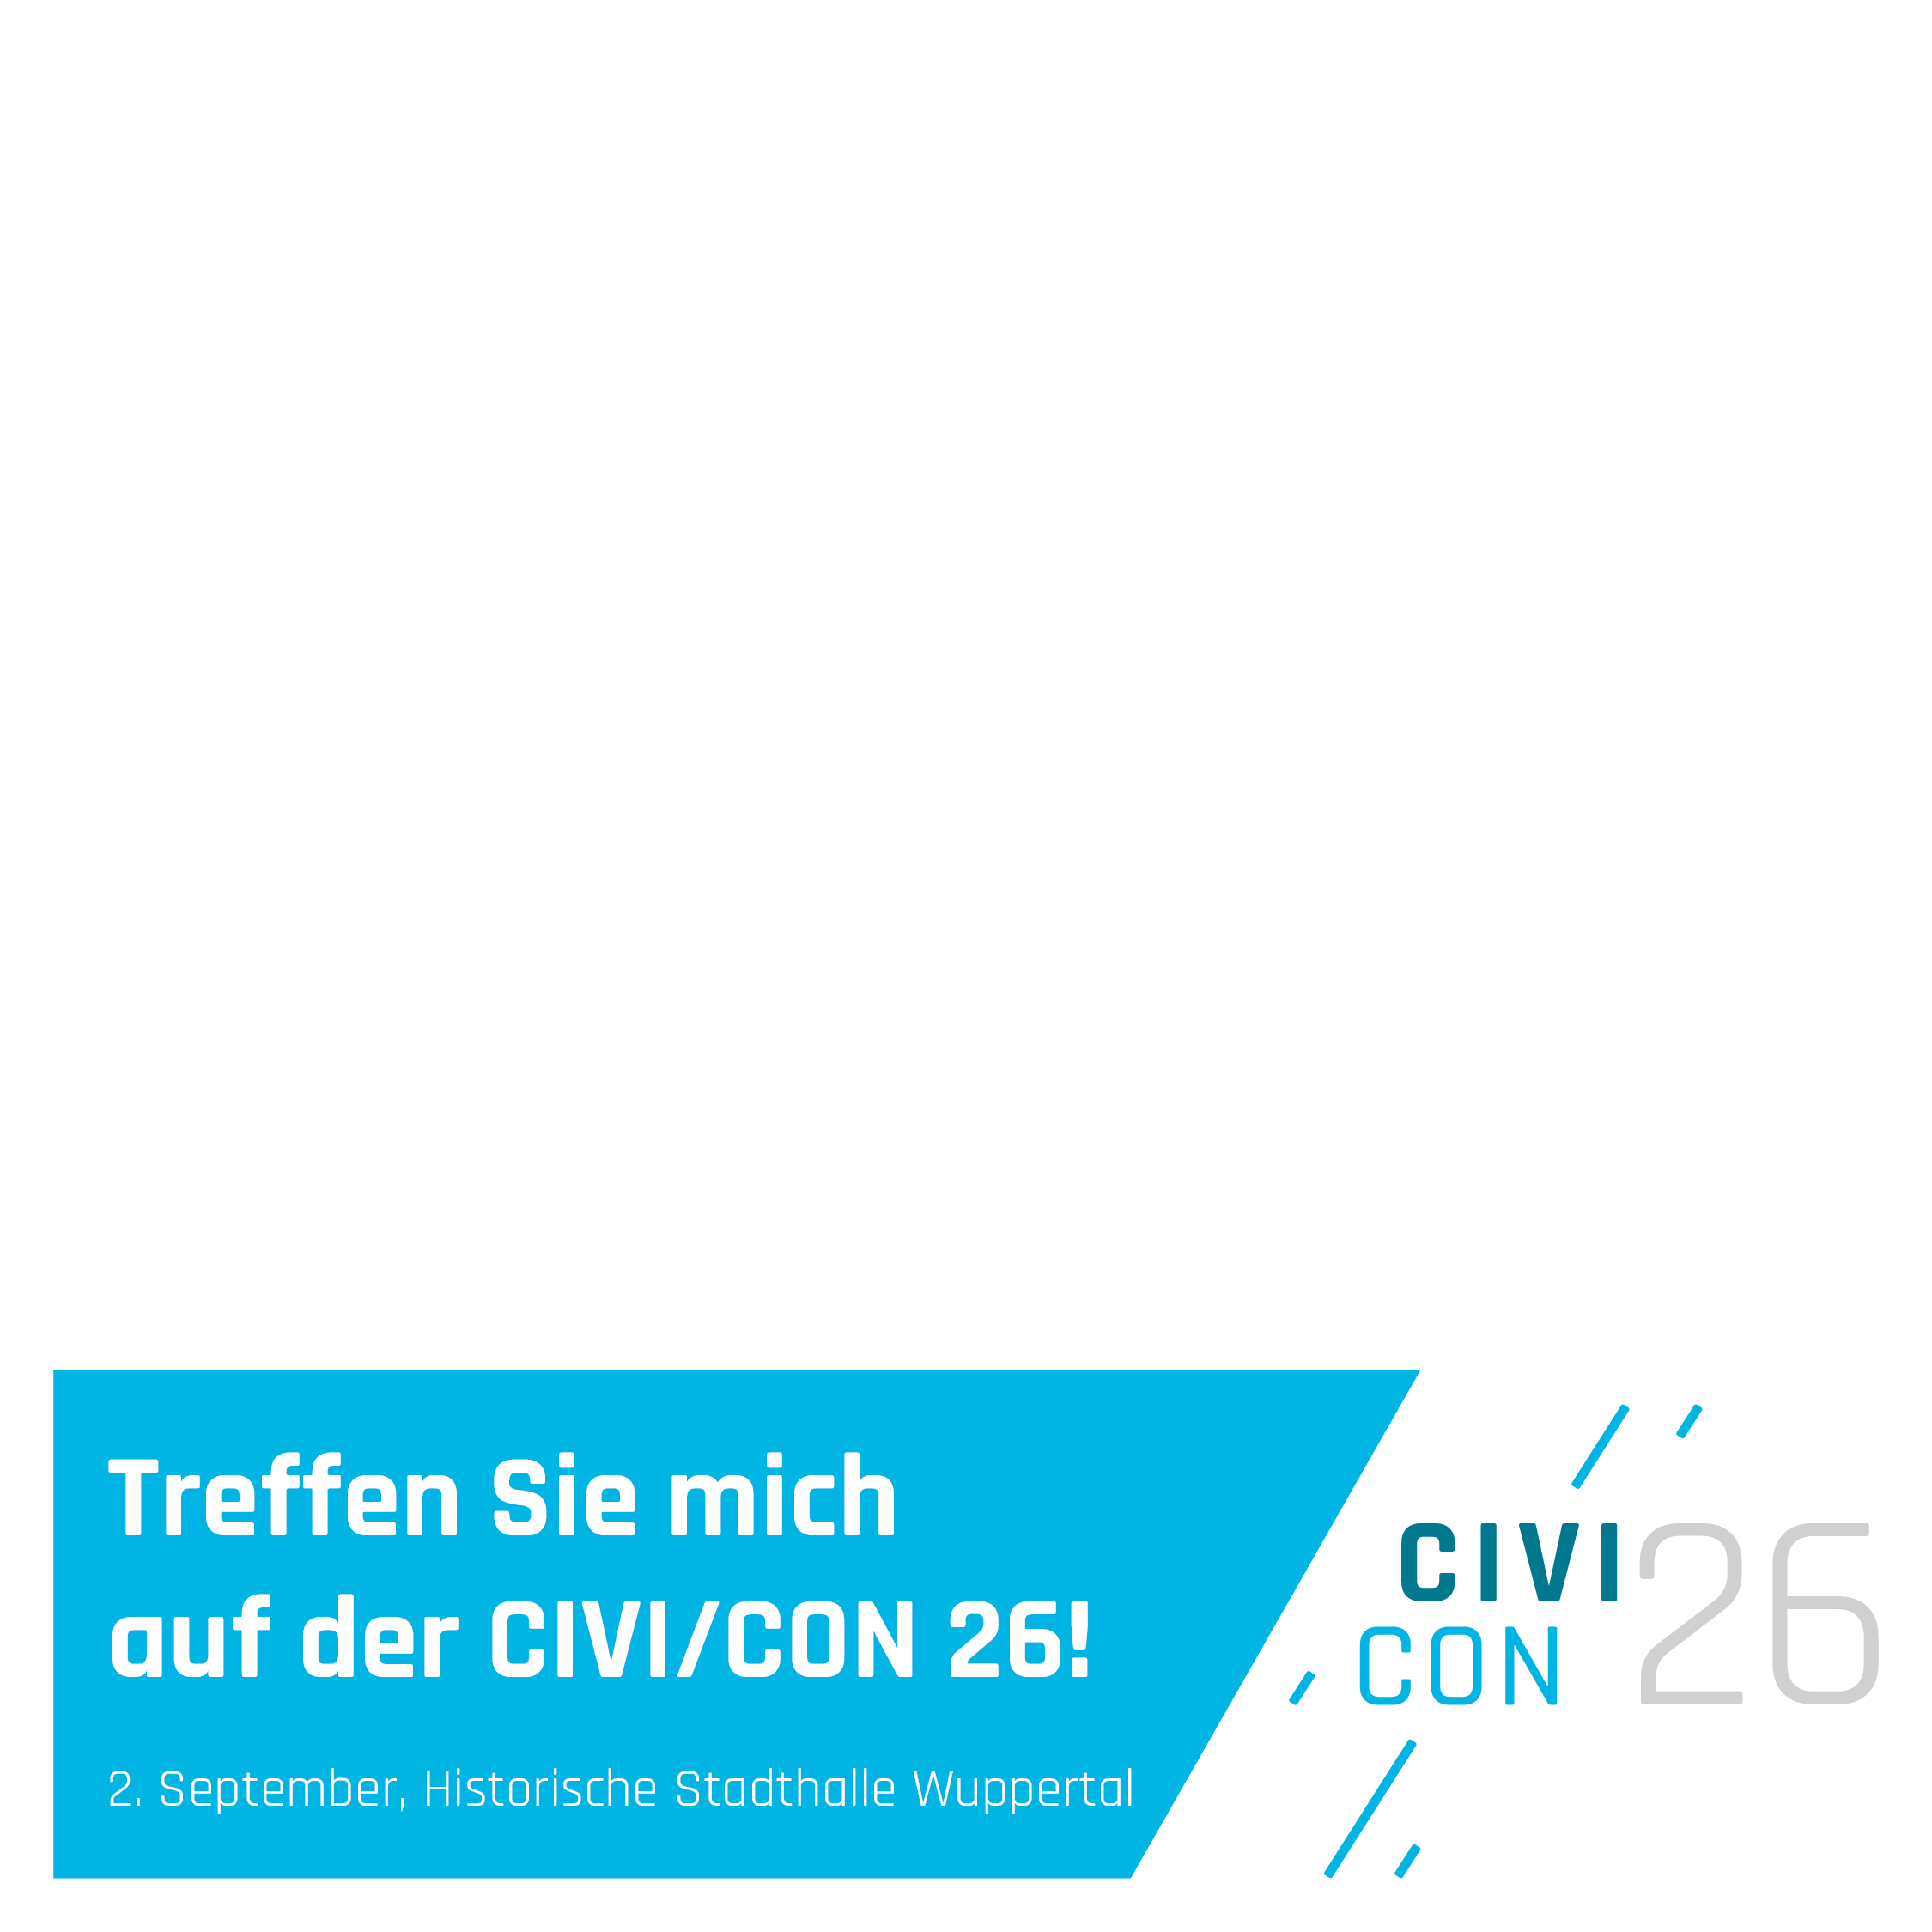 Treffen Sie mich
auf der CIVI/CON 26!
2. September, Historische Stadthalle Wuppertal
CIVI
CON
26